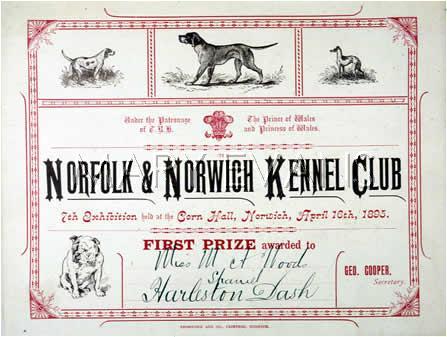 Under the Patronage of T.R.H. The Prince of Wales and Princess of Wales.
NORFOLK & NORWICH KENNEL CLUB
7th Exhibition held at the Corn Hall, Norwich, April 16th, 1895.
FIRST PRIZE awarded to
Miss M A Woods
Spaniel
Harleston Dash
GEO. COOPER,
Secretary.